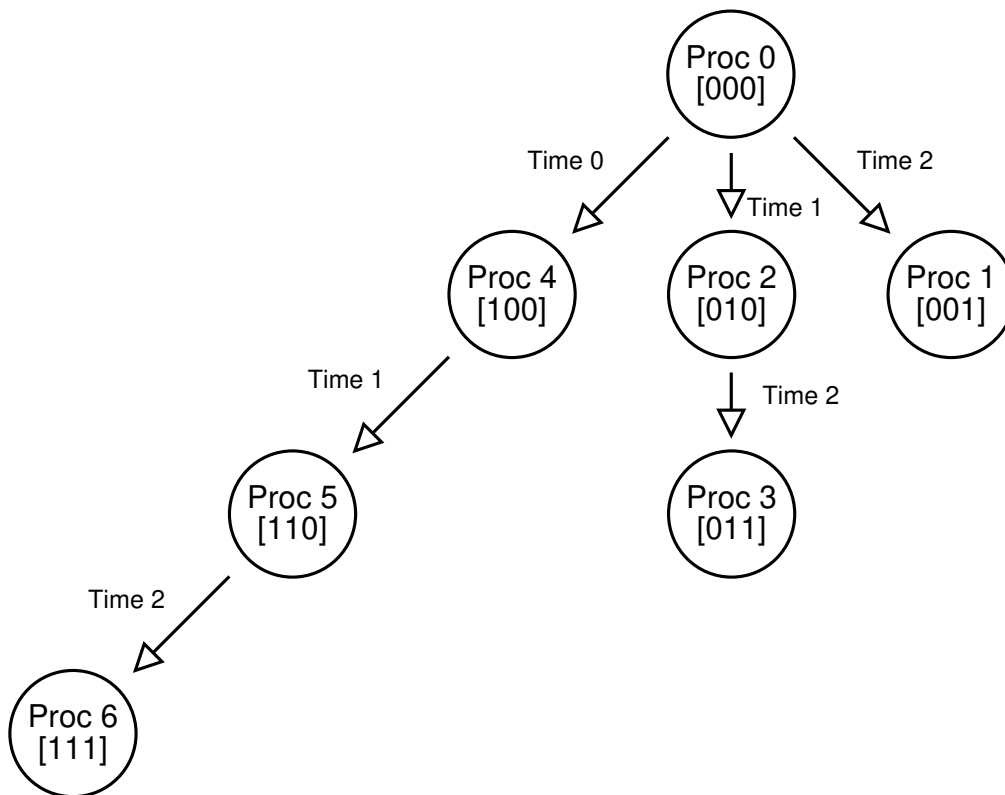 Proc 0
[000]
Time 0
Time 2
Time 1
Proc 4
[100]
Proc 2
[010]
Proc 1
[001]
Time 1
Time 2
Proc 5
[110]
Proc 3
[011]
Time 2
Proc 6
[111]